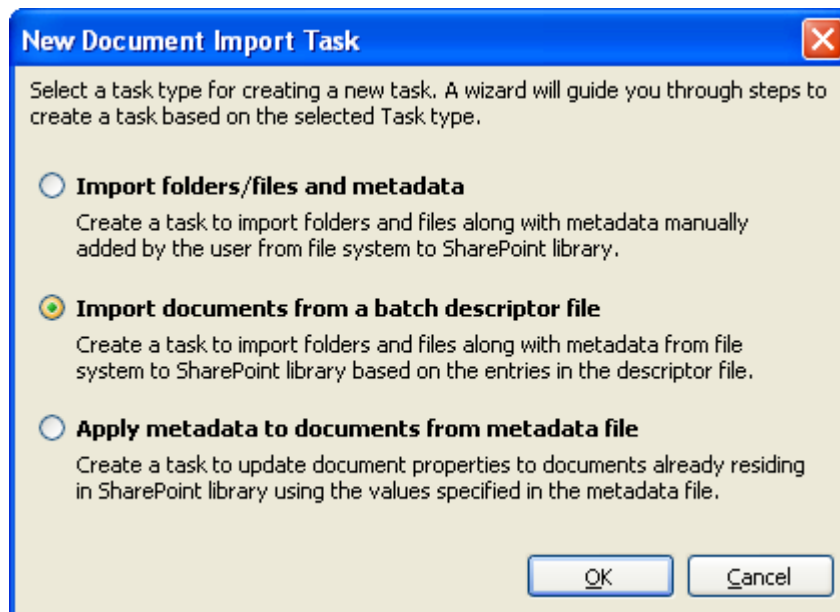 New Document Import Task
Select a task type for creating a new task. A wizard will guide you through steps to
create a task based on the selected Task type.
Import folders/files and metadata
Create a task to import folders and files along with metadata manually
added by the user from file system to SharePoint library.
Import documents from a batch descriptor file
Create a task to import folders and files along with metadata from file
system to SharePoint library based on the entries in the descriptor file.
Apply metadata to documents from metadata file
Create a task to update document properties to documents already residing
in SharePoint library using the values specified in the metadata file.
OK Cancel